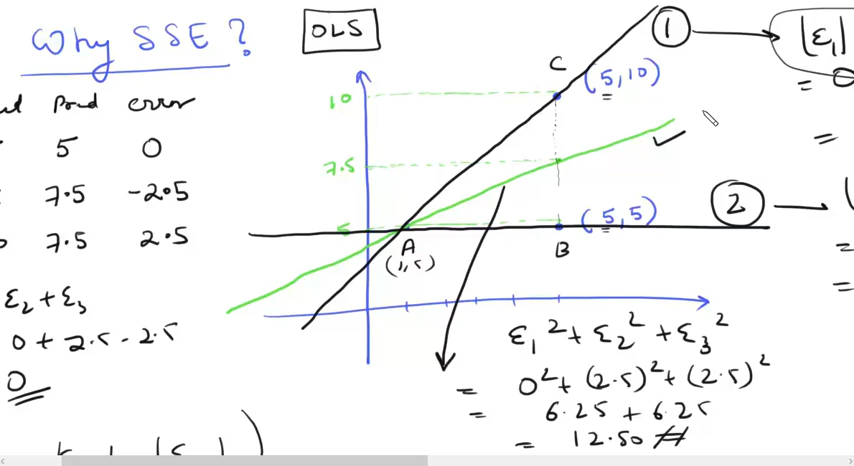 Why SSE?
OLS
1
|ε₁|
= 0
=
Pred error
5 0
7.5 -2.5
7.5 2.5
ε₂ + ε₃
0 + 2.5 - 2.5
0
10
7.5
5
C
(5,10)
(5,5)
A
(1,5)
B
2
=
=
ε₁² + ε₂² + ε₃²
= 0² + (2.5)² + (2.5)²
= 6.25 + 6.25
= 12.50